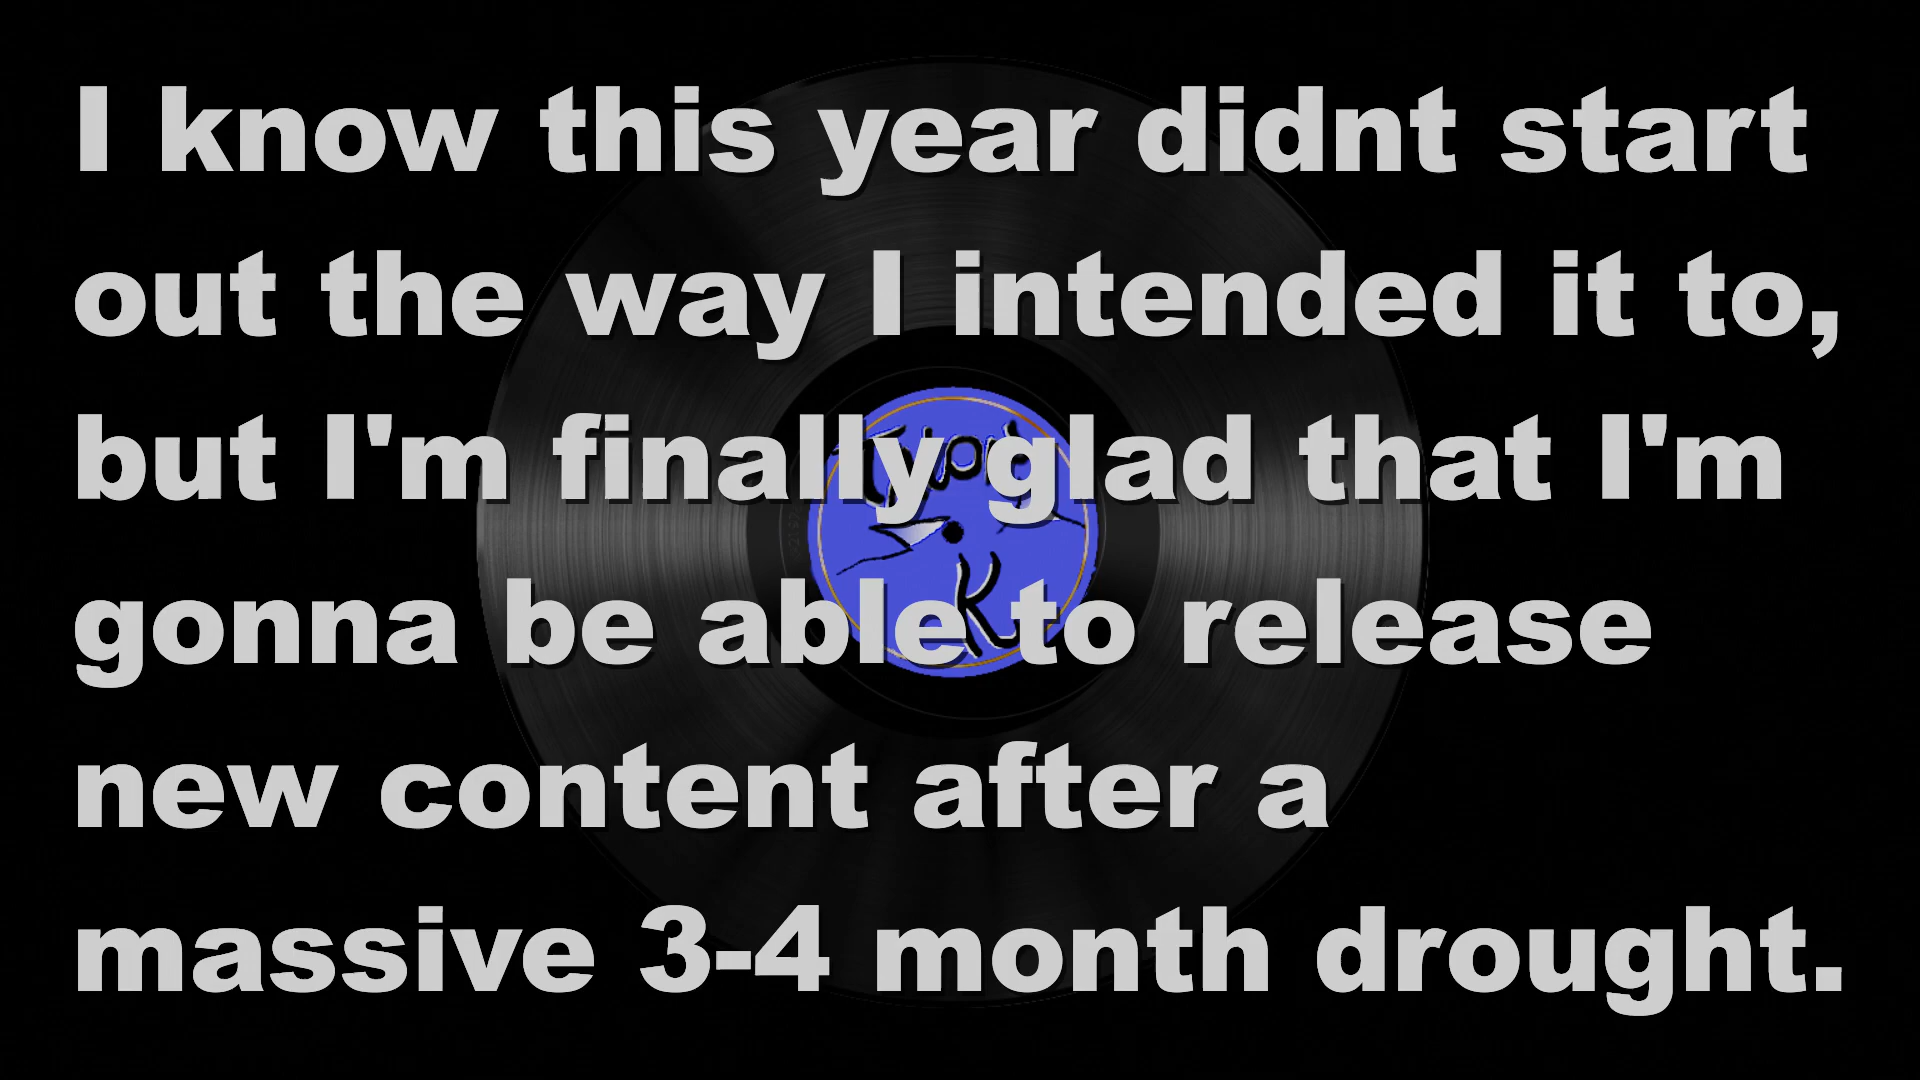 I know this year didnt start
out the way I intended it to,
but I'm finally glad that I'm
gonna be able to release
new content after a
massive 3-4 month drought.
K